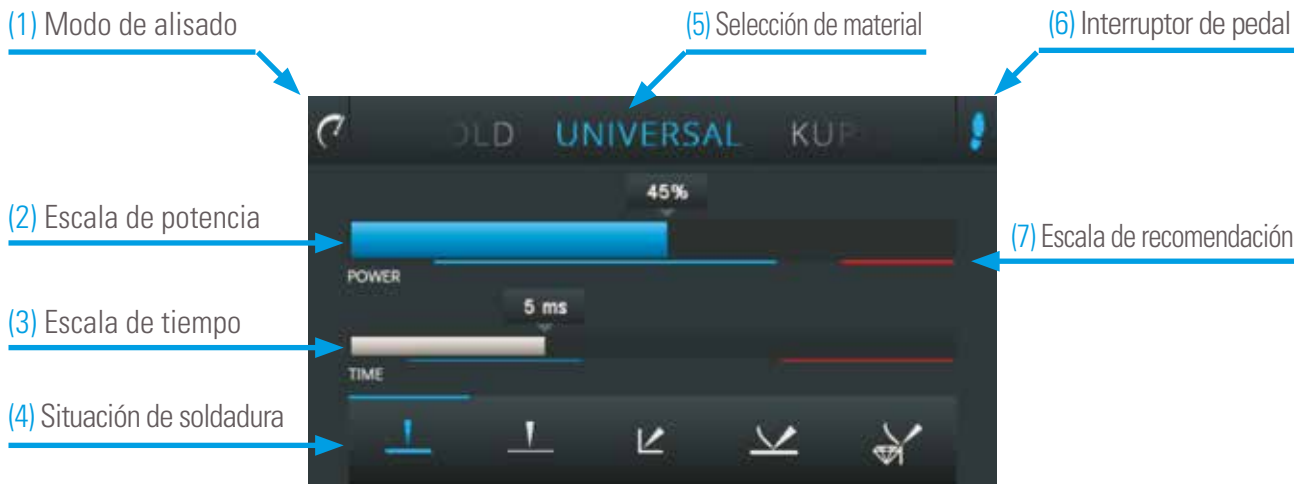 (1) Modo de alisado
(5) Selección de material
(6) Interruptor de pedal
OLD UNIVERSAL KUP
45%
(2) Escala de potencia
(7) Escala de recomendación
POWER
5 ms
(3) Escala de tiempo
TIME
(4) Situación de soldadura